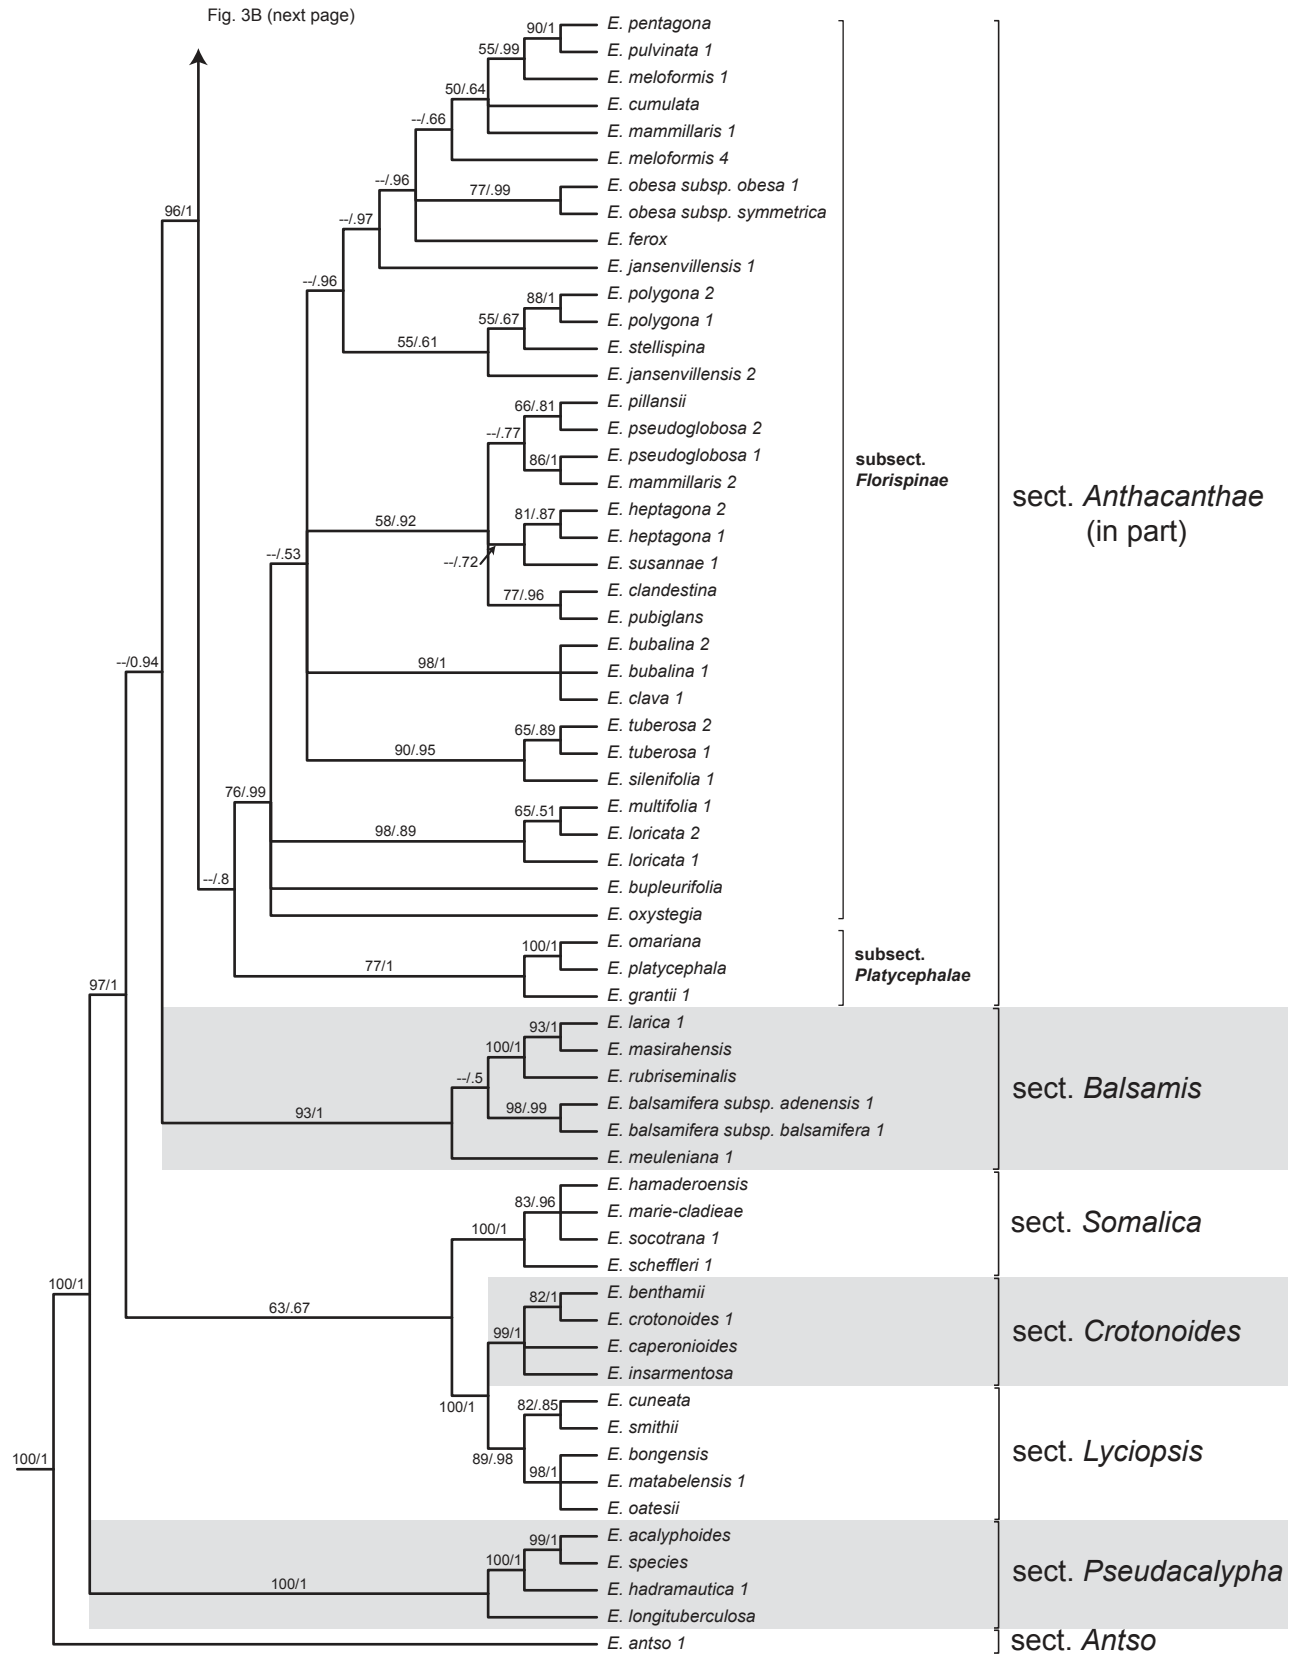 Fig. 3B (next page)
E. pentagona
90/1
E. pulvinata 1
55/.99
E. meloformis 1
50/.64
E. cumulata
--/.66
E. mammillaris 1
E. meloformis 4
--/.96
77/.99
E. obesa subsp. obesa 1
96/1
--/.97
E. obesa subsp. symmetrica
E. ferox
E. jansenvillensis 1
--/.96
E. polygona 2
88/1
55/.67
E. polygona 1
55/.61
E. stellispina
E. jansenvillensis 2
E. pillansii
66/.81
--/.77
E. pseudoglobosa 2
E. pseudoglobosa 1
86/1
E. mammillaris 2
subsect.
Florispinae
sect. Anthacanthae
(in part)
E. heptagona 2
81/.87
58/.92
E. heptagona 1
--/.53
--/.72
E. susannae 1
E. clandestina
77/.96
E. pubiglans
E. bubalina 2
--/0.94
98/1
E. bubalina 1
E. clava 1
E. tuberosa 2
65/.89
90/.95
E. tuberosa 1
E. silenifolia 1
76/.99
E. multifolia 1
65/.51
98/.89
E. loricata 2
E. loricata 1
--/.8
E. bupleurifolia
E. oxystegia
E. omariana
100/1
77/1
E. platycephala
E. grantii 1
subsect.
Platycephalae
97/1
E. larica 1
93/1
100/1
E. masirahensis
--/.5
E. rubriseminalis
93/1
98/.99
E. balsamifera subsp. adenensis 1
E. balsamifera subsp. balsamifera 1
E. meuleniana 1
sect. Balsamis
E. hamaderoensis
83/.96
E. marie-cladieae
100/1
E. socotrana 1
E. scheffleri 1
sect. Somalica
100/1
63/.67
E. benthamii
82/1
E. crotonoides 1
99/1
E. caperonioides
E. insarmentosa
sect. Crotonoides
100/1
E. cuneata
82/.85
E. smithii
89/.98
E. bongensis
98/1
E. matabelensis 1
E. oatesii
sect. Lyciopsis
100/1
E. acalyphoides
99/1
100/1
E. species
100/1
E. hadramautica 1
E. longituberculosa
sect. Pseudacalypha
E. antso 1
sect. Antso